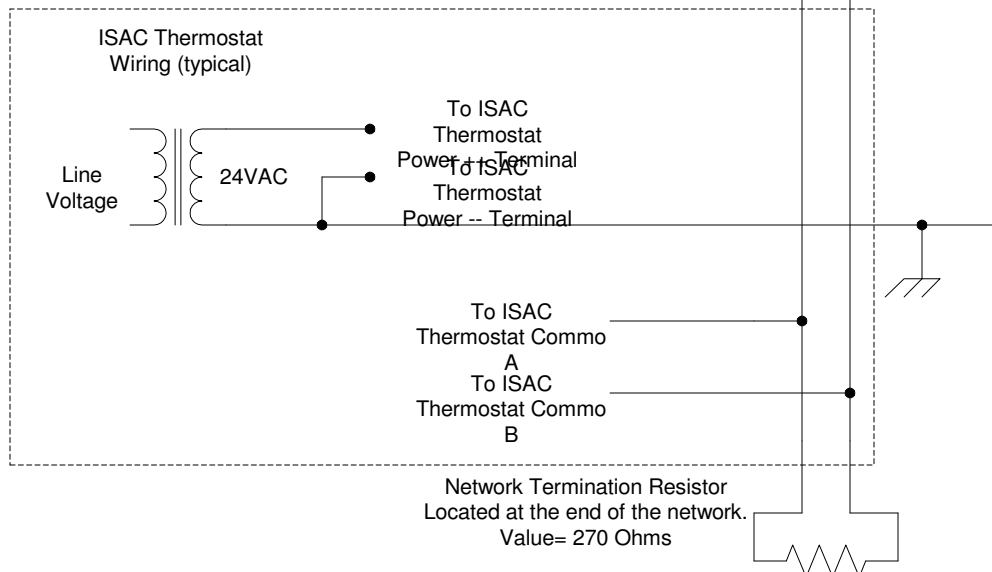 ISAC Thermostat
Wiring (typical)
To ISAC
Thermostat
Power ++ Terminal
To ISAC
Thermostat
Power -- Terminal
Line
Voltage
24VAC
To ISAC
Thermostat Commo
A
To ISAC
Thermostat Commo
B
Network Termination Resistor
Located at the end of the network.
Value= 270 Ohms